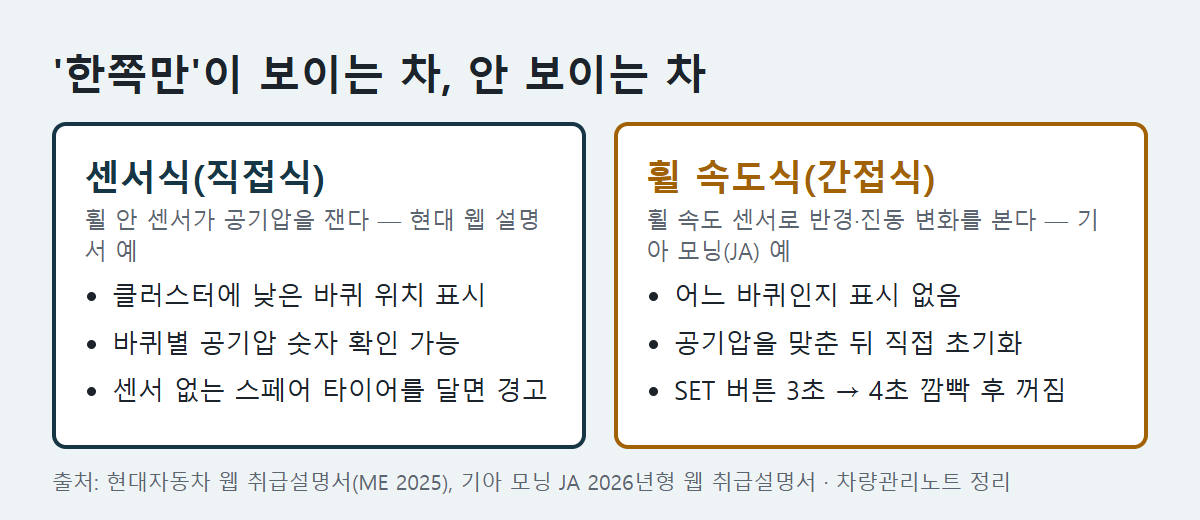 '한쪽만'이 보이는 차, 안 보이는 차
센서식(직접식)
휠 안 센서가 공기압을 잰다 — 현대 웹 설명
서 예
• 클러스터에 낮은 바퀴 위치 표시
• 바퀴별 공기압 숫자 확인 가능
• 센서 없는 스페어 타이어를 달면 경고
휠 속도식(간접식)
휠 속도 센서로 반경·진동 변화를 본다 — 기
아 모닝(JA) 예
• 어느 바퀴인지 표시 없음
• 공기압을 맞춘 뒤 직접 초기화
• SET 버튼 3초 → 4초 깜빡 후 꺼짐
출처: 현대자동차 웹 취급설명서(ME 2025), 기아 모닝 JA 2026년형 웹 취급설명서 · 차량관리노트 정리